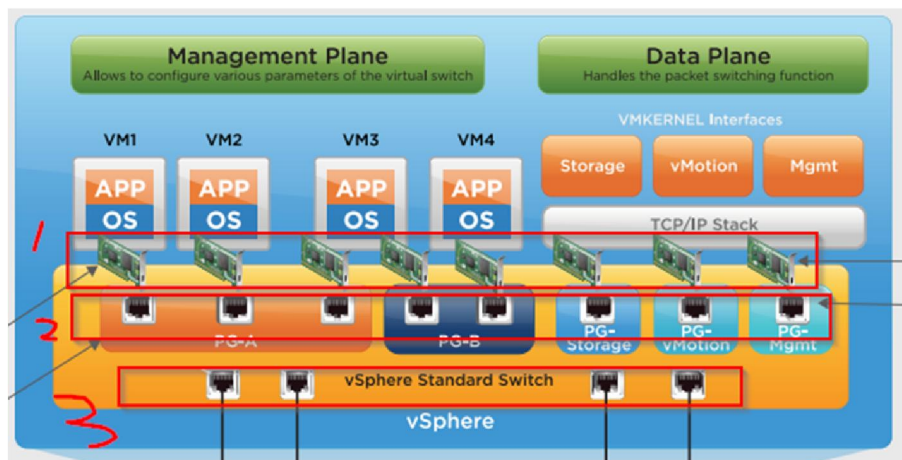 Management Plane
Allows to configure various parameters of the virtual switch
Data Plane
Handles the packet switching function
VMKERNEL Interfaces
VM1
VM2
VM3
VM4
Storage
vMotion
Mgmt
APP
OS
APP
OS
APP
OS
APP
OS
TCP/IP Stack
1
2
PG-A
PG-B
PG-
Storage
PG-
vMotion
PG-
Mgmt
3
vSphere Standard Switch
vSphere